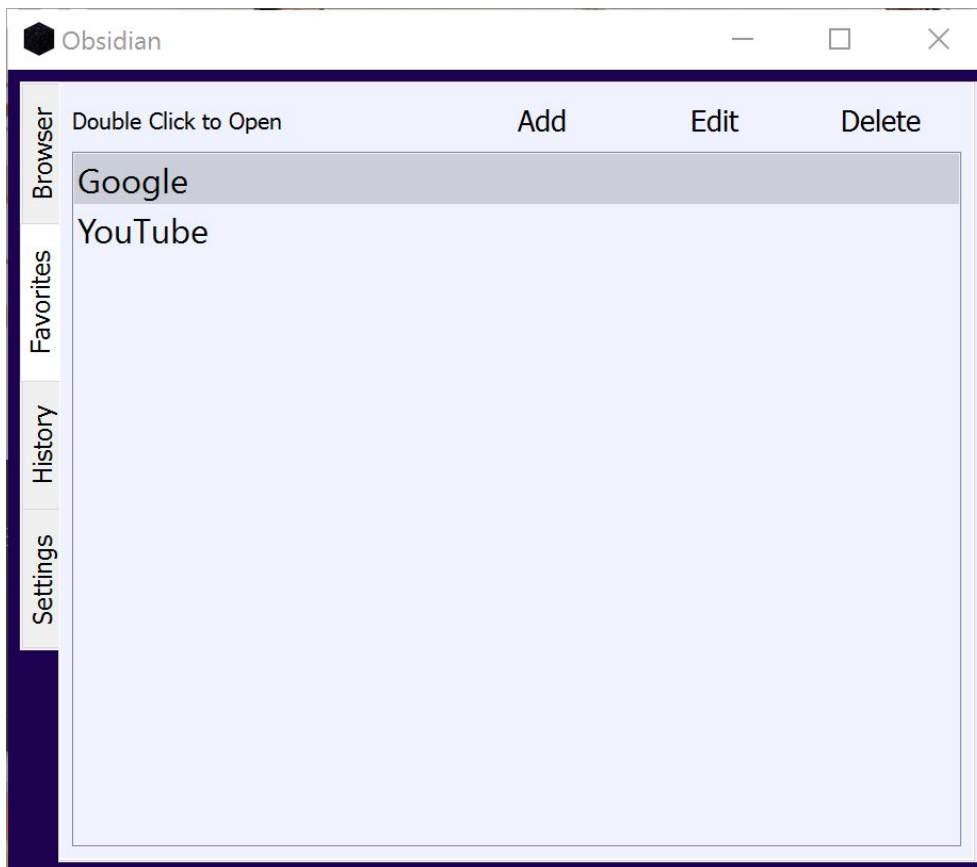 Obsidian
Double Click to Open Add Edit Delete
Browser
Favorites
History
Settings
Google
YouTube